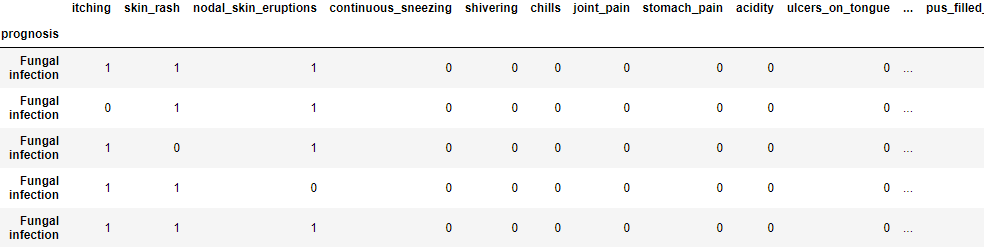 itching skin_rash nodal_skin_eruptions continuous_sneezing shivering chills joint_pain stomach_pain acidity ulcers_on_tongue ... pus_filled_
prognosis
Fungal infection 1 1 1 0 0 0 0 0 0 0 ...
Fungal infection 0 1 1 0 0 0 0 0 0 0 ...
Fungal infection 1 0 1 0 0 0 0 0 0 0 ...
Fungal infection 1 1 0 0 0 0 0 0 0 0 ...
Fungal infection 1 1 1 0 0 0 0 0 0 0 ...